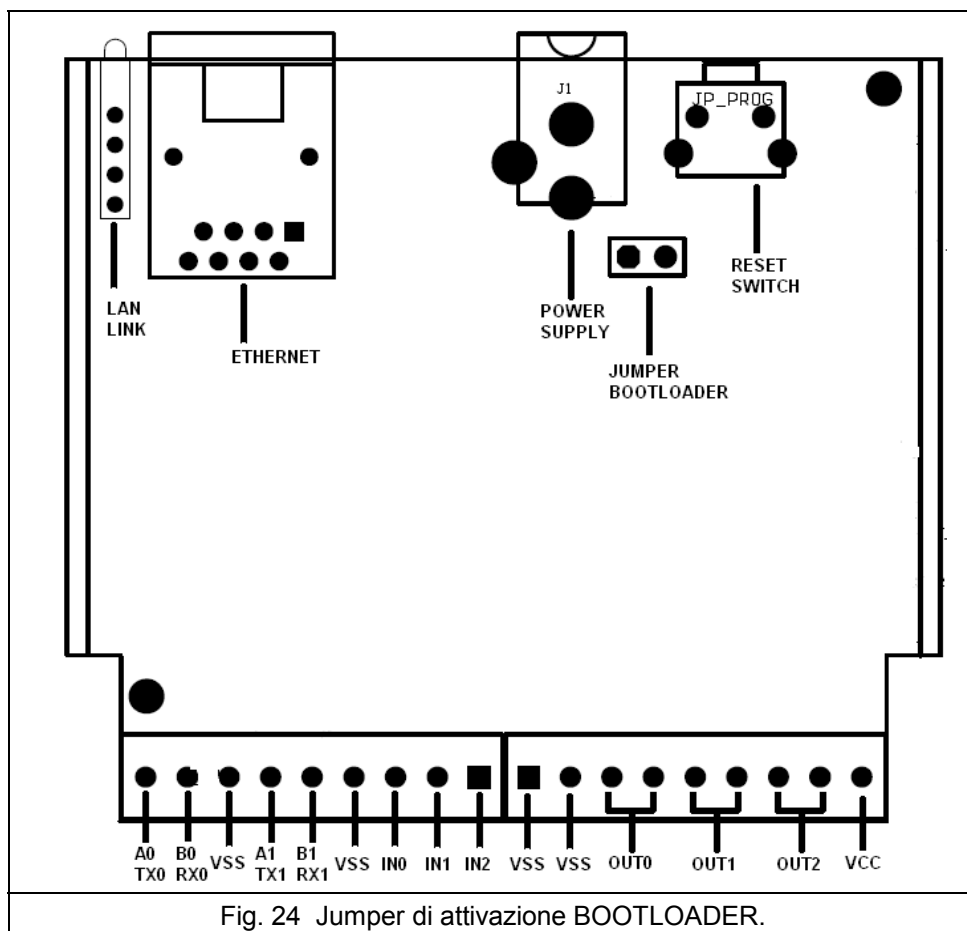 J1
JP_PROG
LAN
LINK
ETHERNET
POWER
SUPPLY
RESET
SWITCH
JUMPER
BOOTLOADER
A0
TX0
B0
RX0
VSS
A1
TX1
B1
RX1
VSS
IN0
IN1
IN2
VSS
VSS
OUT0
OUT1
OUT2
VCC
Fig. 24 Jumper di attivazione BOOTLOADER.